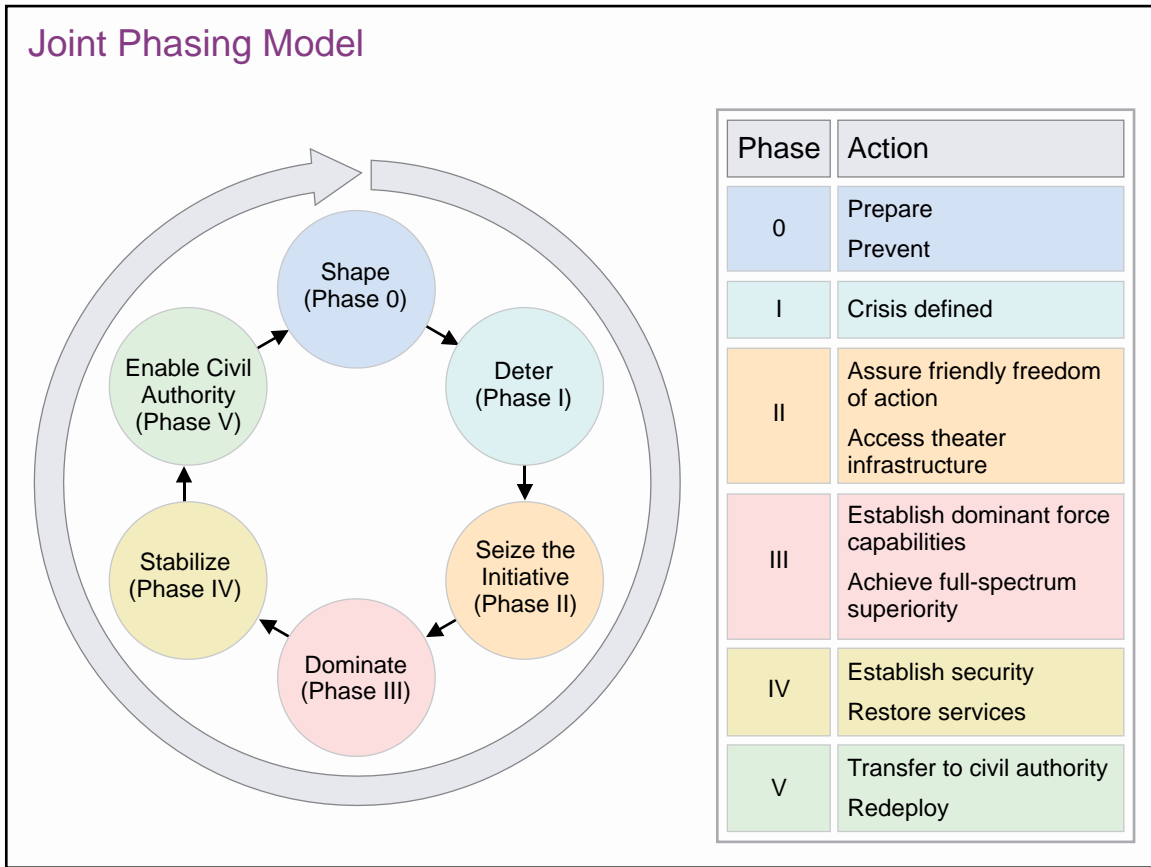 Joint Phasing Model
Shape
(Phase 0)
Deter
(Phase I)
Seize the
Initiative
(Phase II)
Dominate
(Phase III)
Stabilize
(Phase IV)
Enable Civil
Authority
(Phase V)
Phase Action
0
Prepare
Prevent
I
Crisis defined
II
Assure friendly freedom
of action
Access theater
infrastructure
III
Establish dominant force
capabilities
Achieve full-spectrum
superiority
IV
Establish security
Restore services
V
Transfer to civil authority
Redeploy